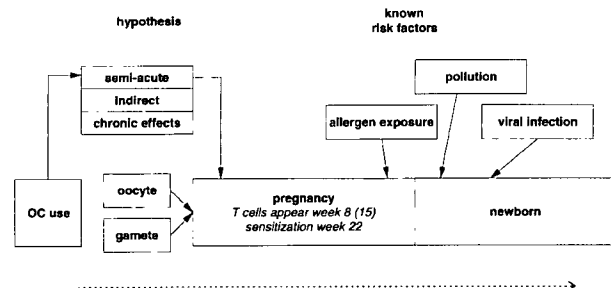 hypothesis
known
risk factors
semi-acute
indirect
chronic effects
pollution
allergen exposure
viral infection
OC use
oocyte
gamete
pregnancy
T cells appear week 8 (15)
sensitization week 22
newborn